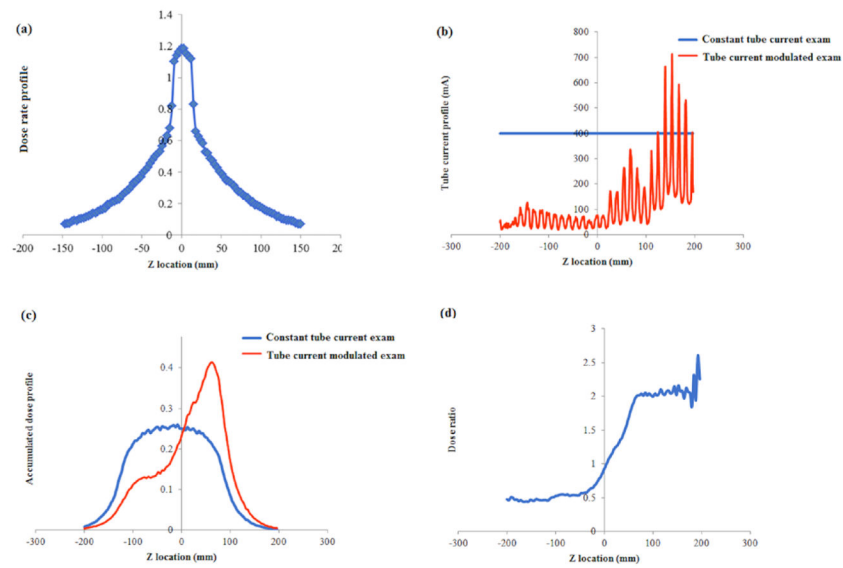 (a)
1.4
1.2
1
0.8
0.6
0.4
0.2
0
-200 -150 -100 -50 0 50 100 150 20
Z location (mm)
Dose rate profile
(b)
Constant tube current exam
Tube current modulated exam
800
700
600
500
400
300
200
100
0
-300 -200 -100 0 100 200 300
Z location (mm)
Tube current profile (mA)
(c)
Constant tube current exam
Tube current modulated exam
0.4
0.3
0.2
0.1
0
-300 -200 -100 0 100 200 300
Z location (mm)
Accumulated dose profile
(d)
3
2.5
2
1.5
1
0.5
0
-300 -200 -100 0 100 200 300
Z location (mm)
Dose ratio